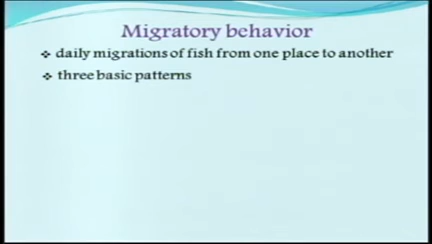 Migratory behavior
❖ daily migrations of fish from one place to another
❖ three basic patterns